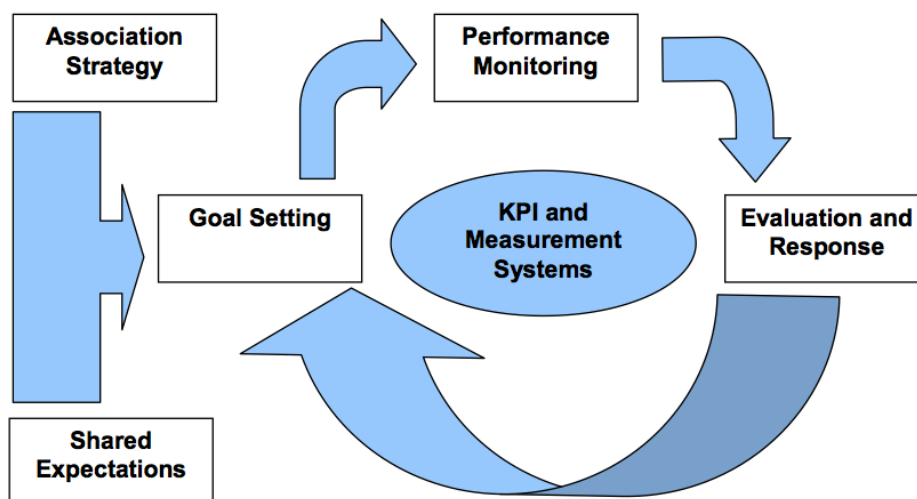 Association
Strategy
Performance
Monitoring
Goal Setting
KPI and
Measurement
Systems
Evaluation and
Response
Shared
Expectations